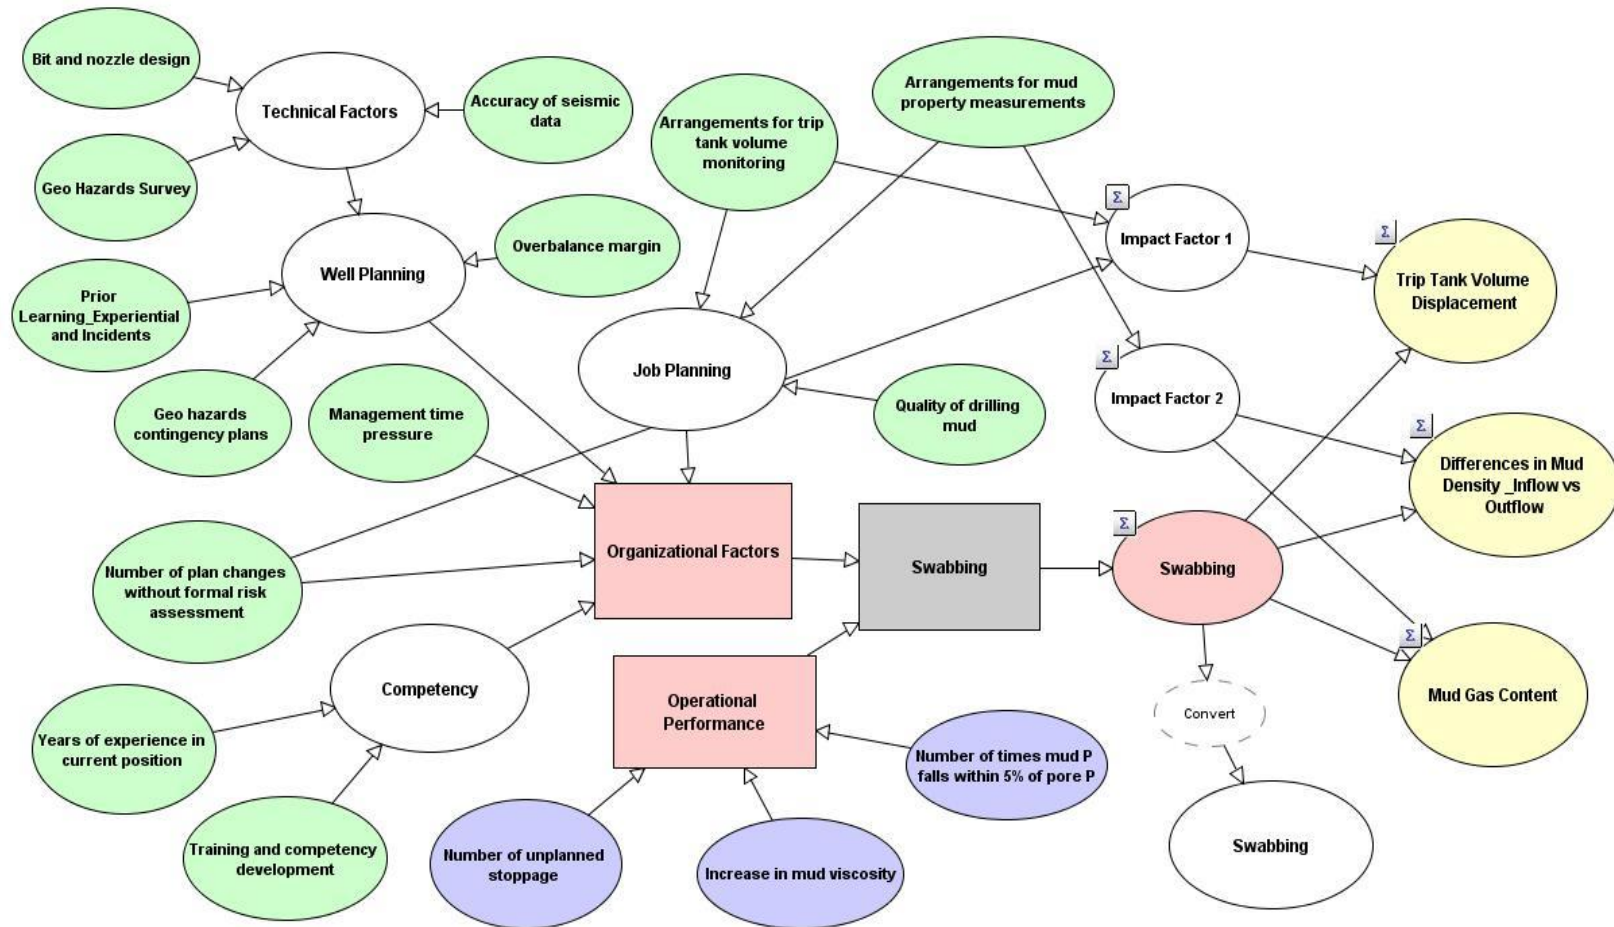 Bit and nozzle design
Technical Factors
Accuracy of seismic
data
Geo Hazards Survey
Arrangements for trip
tank volume
monitoring
Arrangements for mud
property measurements
Overbalance margin
Well Planning
Prior
Learning_Experiential
and Incidents
Σ
Impact Factor 1
Σ
Trip Tank Volume
Displacement
Geo hazards
contingency plans
Management time
pressure
Job Planning
Quality of drilling
mud
Σ
Impact Factor 2
Σ
Differences in Mud
Density _Inflow vs
Outflow
Number of plan changes
without formal risk
assessment
Organizational Factors
Swabbing
Σ
Swabbing
Σ
Mud Gas Content
Competency
Operational
Performance
Convert
Years of experience in
current position
Number of times mud P
falls within 5% of pore P
Training and competency
development
Number of unplanned
stoppage
Increase in mud viscosity
Swabbing